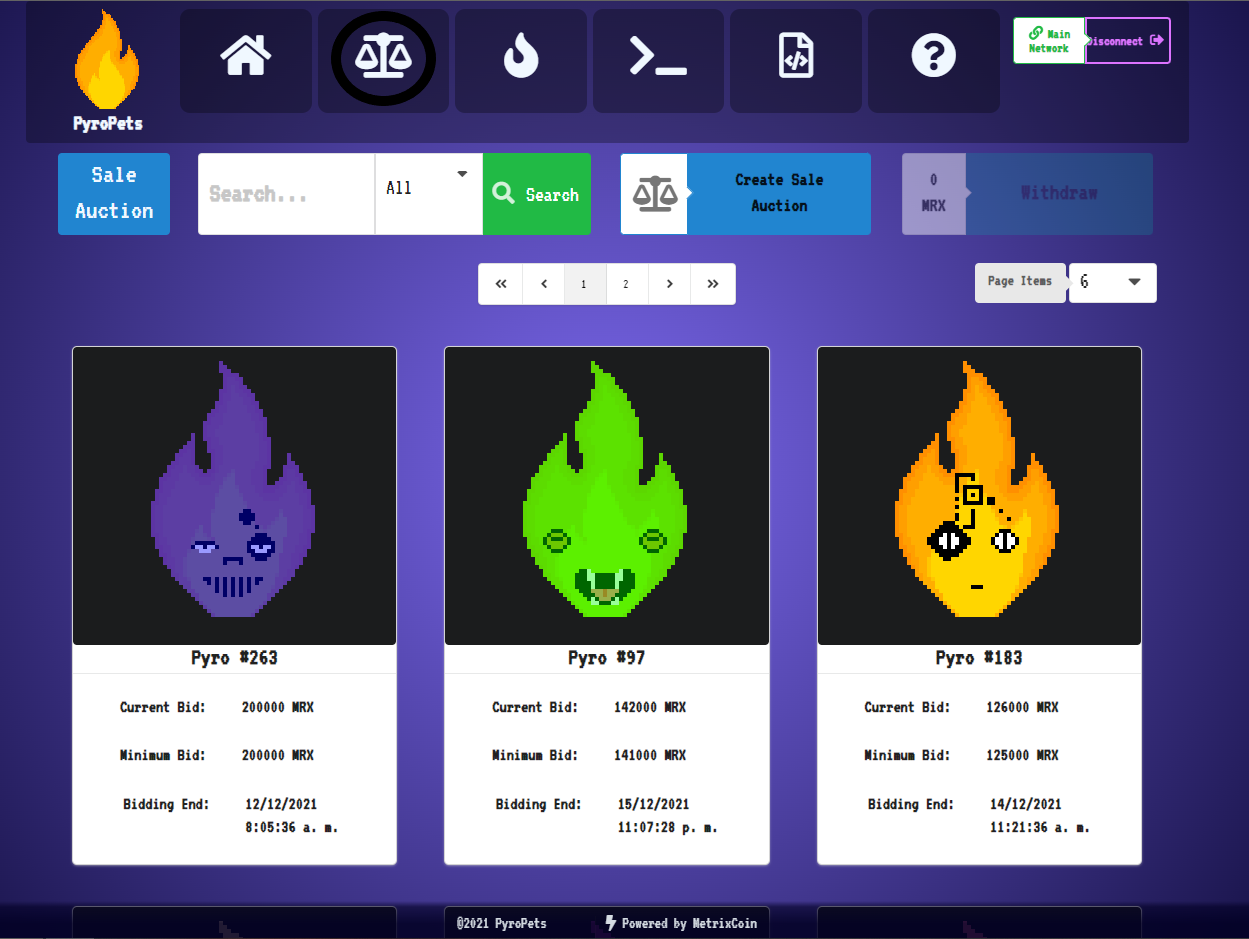 PyroPets
Main
Network
Disconnect
Sale
Auction
Search...
All
Search
Create Sale
Auction
0
MRX
Withdraw
1
2
Page Items
6
Pyro #263
Current Bid: 200000 MRX
Minimum Bid: 200000 MRX
Bidding End: 12/12/2021
8:05:36 a. m.
Pyro #97
Current Bid: 142000 MRX
Minimum Bid: 141000 MRX
Bidding End: 15/12/2021
11:07:28 p. m.
Pyro #183
Current Bid: 126000 MRX
Minimum Bid: 125000 MRX
Bidding End: 14/12/2021
11:21:36 a. m.
@2021 PyroPets
Powered by MetrixCoin